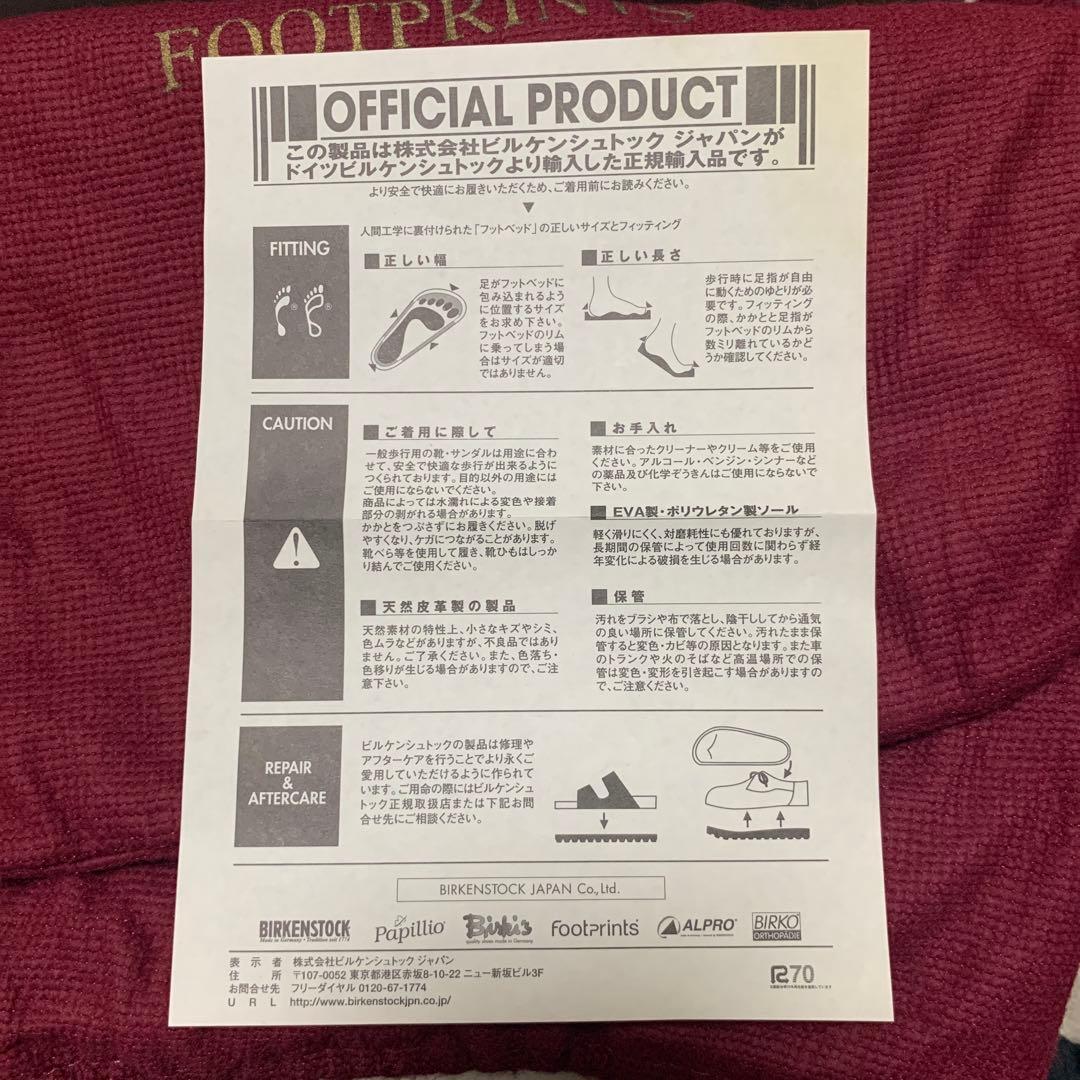 FOOTPRINTS
OFFICIAL PRODUCT
この製品は株式会社ビルケンシュトック ジャパンが
ドイツビルケンシュトックより輸入した正規輸入品です。
より安全で快適にお履きいただくため、ご着用前にお読みください。
▼
FITTING
人間工学に裏付けられた「フットベッド」の正しいサイズとフィッティング
正しい幅
足がフットベッドに
包み込まれるよう
に位置するサイズ
をお求め下さい。
フットベッドのリム
に乗ってしまう場
合はサイズが適切
ではありません。
正しい長さ
歩行時に足指が自由
に動くためのゆとりが必
要です。フィッティング
の際、かかとと足指が
フットベッドのリムから
数ミリ離れているかど
うか確認してください。
CAUTION
ご着用に際して
一般歩行用の靴・サンダルは用途に合わ
せて、安全で快適な歩行が出来るように
つくられております。目的以外の用途には
ご使用にならないでください。
商品によっては水濡れによる変色や接着
部分の剥がれる場合があります。
かかとをつぶさずにお履きください。脱げ
やすくなり、ケガにつながることがあります。
靴べら等を使用して履き、靴ひもはしっか
り結んでご使用ください。
天然皮革製の製品
天然素材の特性上、小さなキズやシミ、
色ムラなどがありますが、不良品ではあり
ません。ご了承ください。また、色落ち・
色移りが生じる場合がありますので、ご注
意下さい。
お手入れ
素材に合ったクリーナーやクリーム等をご使用
ください。アルコール・ベンジン・シンナーなど
の薬品及び化学ぞうきんはご使用にならないで
下さい。
EVA製・ポリウレタン製ソール
軽く滑りにくく、対磨耗性にも優れておりますが、
長期間の保管によって使用回数に関わらず経
年変化による破損を生じる場合があります。
保管
汚れをブラシや布で落とし、陰干ししてから通気
の良い場所に保管してください。汚れたまま保
管すると変色・カビ等の原因となります。また車
のトランクや火のそばなど高温場所での保
管は変色・変形を引き起こす場合がありますの
で、ご注意ください。
REPAIR
&
AFTERCARE
ビルケンシュトックの製品は修理や
アフターケアを行うことでより永くご
愛用していただけるように作られて
います。ご用命の際にはビルケンシュ
トック正規取扱店または下記お問
合せ先にご相談ください。
BIRKENSTOCK JAPAN Co.,Ltd.
BIRKENSTOCK
Made in Germany • Tradition seit 1774
Papillio
Birki's
quality shoes made in Germany
footprints
ALPRO
BIRKO
ORTHOPÄDIE
表示者 株式会社ビルケンシュトック ジャパン
住所 〒107-0052 東京都港区赤坂8-10-22 ニュー新坂ビル3F
お問合せ先 フリーダイヤル 0120-67-1774
URL http://www.birkenstockjpn.co.jp/
R70